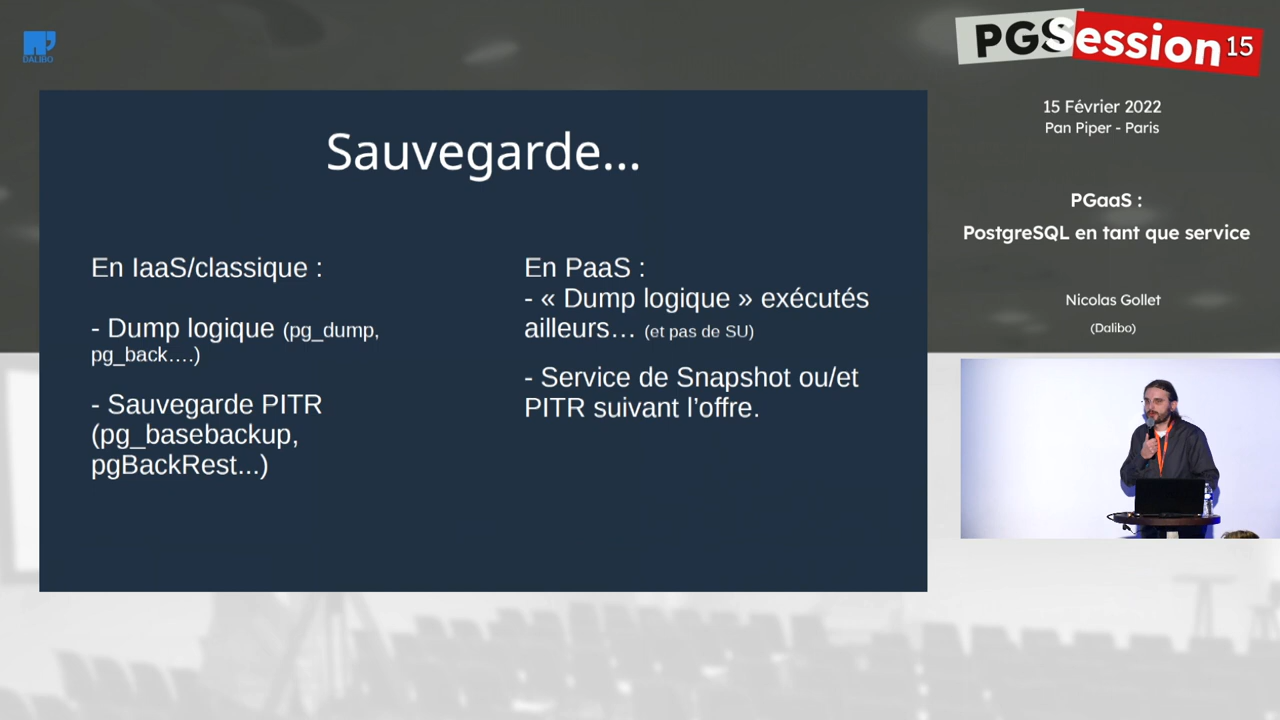 DALIBO
PGSession 15
15 Février 2022
Pan Piper - Paris
PGaaS :
PostgreSQL en tant que service
Nicolas Gollet
(Dalibo)
Sauvegarde...
En IaaS/classique :
- Dump logique (pg_dump,
pg_back....)
- Sauvegarde PITR
(pg_basebackup,
pgBackRest...)
En PaaS :
- « Dump logique » exécutés
ailleurs... (et pas de SU)
- Service de Snapshot ou/et
PITR suivant l’offre.